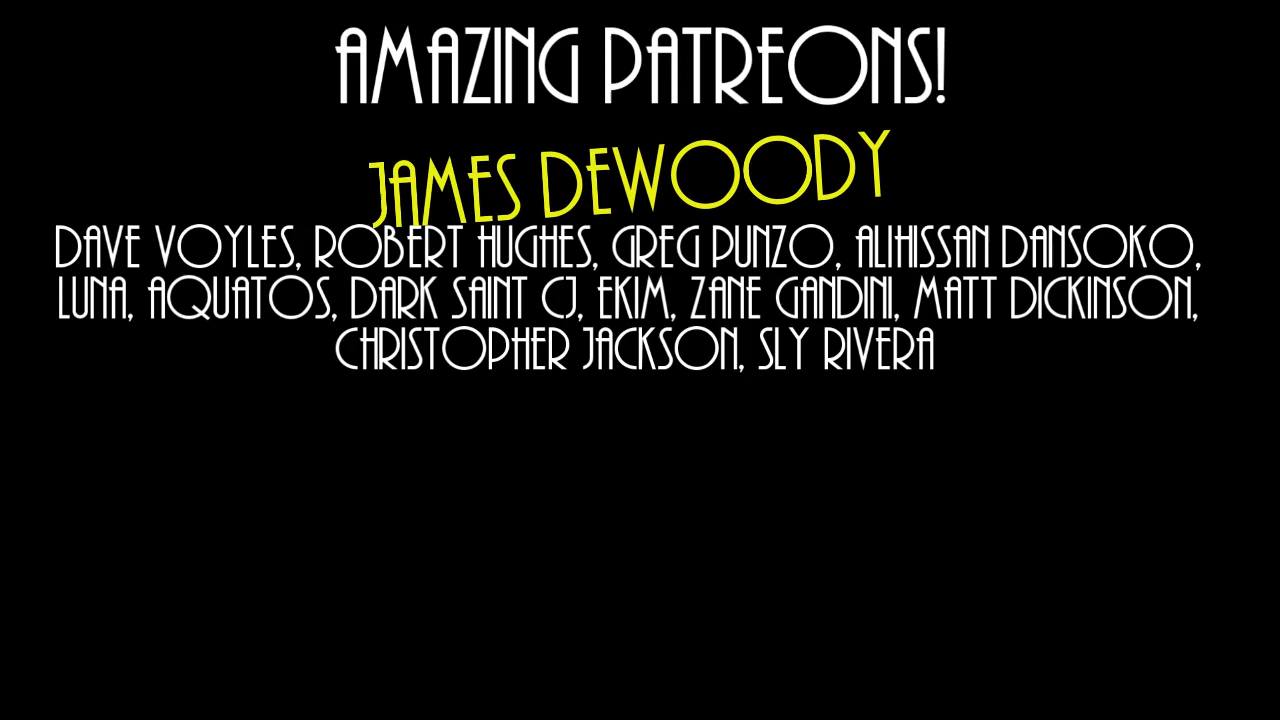 AMAZING PATREONS!
JAMES DEWOODY
DAVE VOYLES, ROBERT HUGHES, GREG PUNZO, ALIHISSAN DANSOKO,
LUNA, AQUATOS, DARK SAINT CJ, EKIM, ZANE GANDINI, MATT DICKINSON,
CHRISTOPHER JACKSON, SLY RIVERA